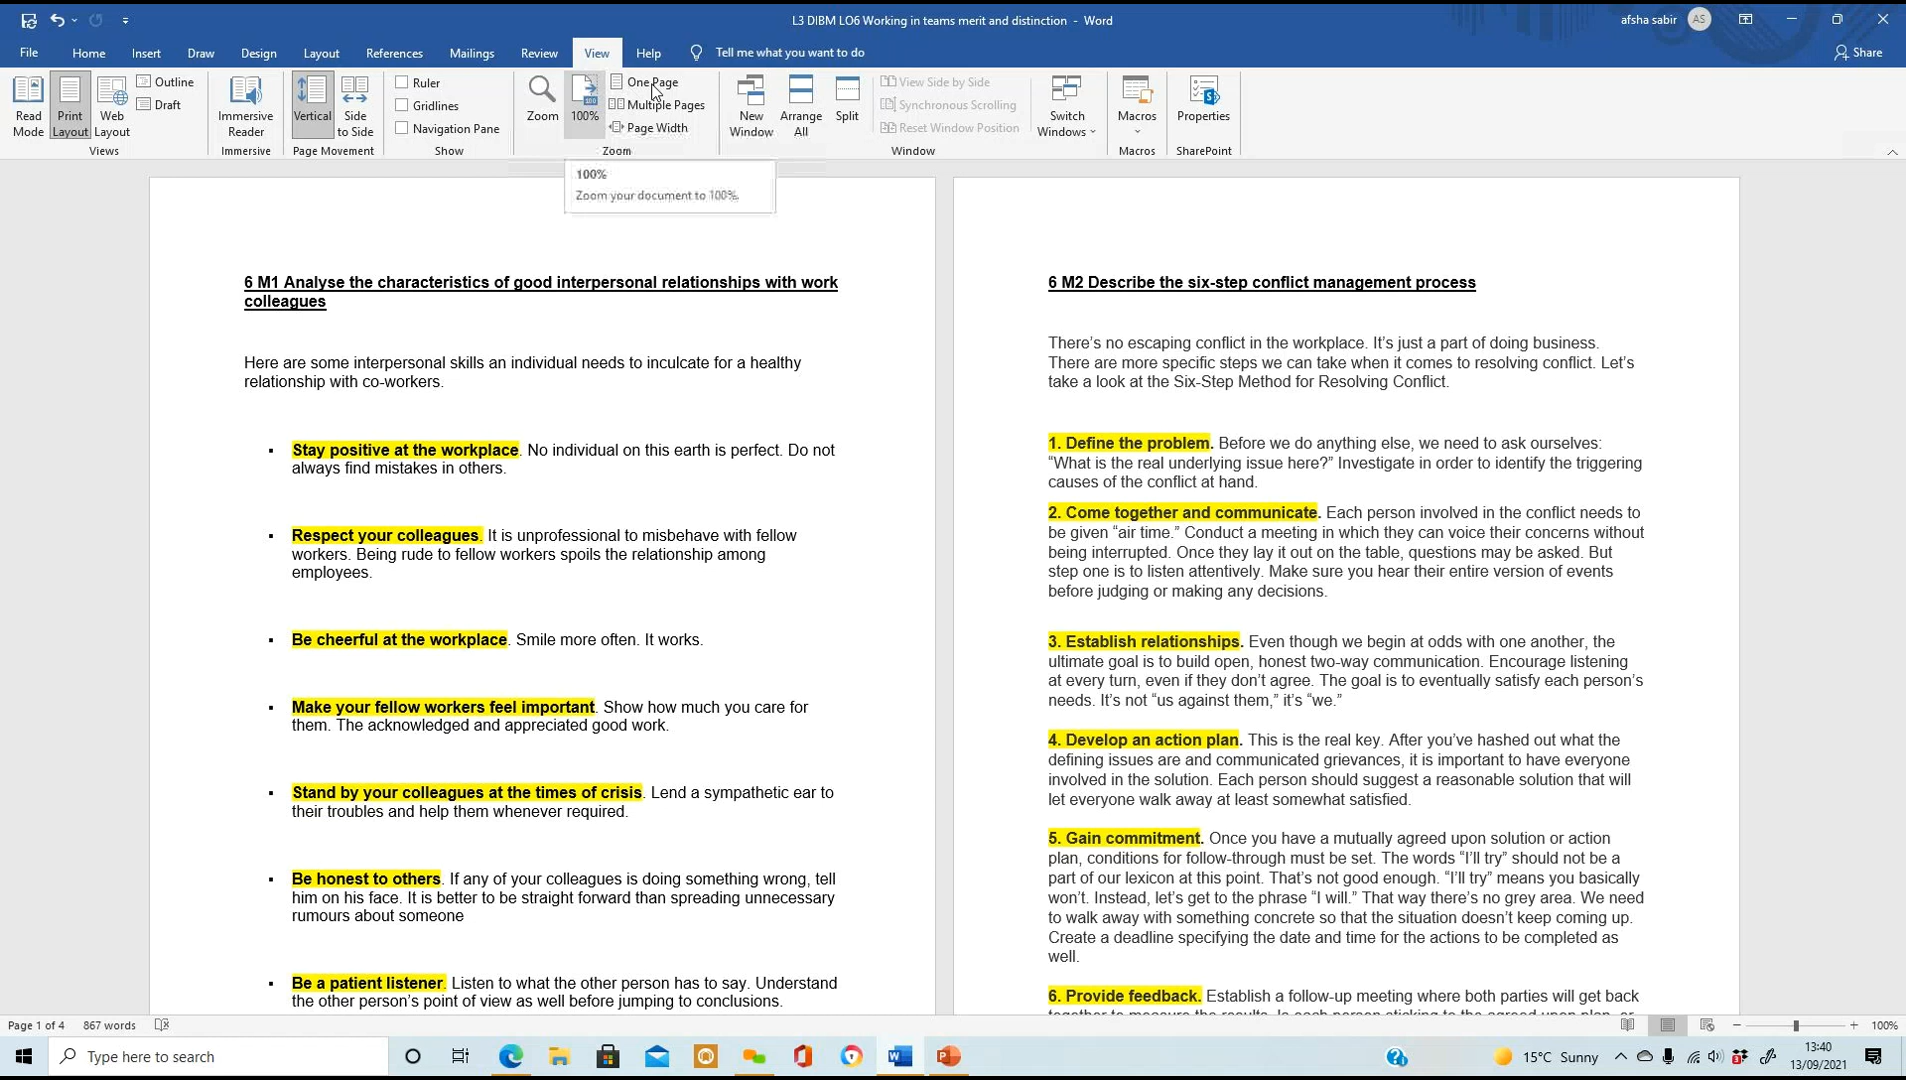 L3 DIBM LO6 Working in teams merit and distinction - Word
afsha sabir
AS
File
Home
Insert
Draw
Design
Layout
References
Mailings
Review
View
Help
Tell me what you want to do
Share
Read Mode
Print Layout
Web Layout
Outline
Draft
Immersive Reader
Vertical
Side to Side
Ruler
Gridlines
Navigation Pane
Zoom
100%
One Page
Multiple Pages
Page Width
New Window
Arrange All
Split
View Side by Side
Synchronous Scrolling
Reset Window Position
Switch Windows
Macros
Properties
Views
Immersive
Page Movement
Show
Zoom
Window
Macros
SharePoint
100%
Zoom your document to 100%.
6 M1 Analyse the characteristics of good interpersonal relationships with work
colleagues
Here are some interpersonal skills an individual needs to inculcate for a healthy
relationship with co-workers.
▪ Stay positive at the workplace. No individual on this earth is perfect. Do not
always find mistakes in others.
▪ Respect your colleagues. It is unprofessional to misbehave with fellow
workers. Being rude to fellow workers spoils the relationship among
employees.
▪ Be cheerful at the workplace. Smile more often. It works.
▪ Make your fellow workers feel important. Show how much you care for
them. The acknowledged and appreciated good work.
▪ Stand by your colleagues at the times of crisis. Lend a sympathetic ear to
their troubles and help them whenever required.
▪ Be honest to others. If any of your colleagues is doing something wrong, tell
him on his face. It is better to be straight forward than spreading unnecessary
rumours about someone
▪ Be a patient listener. Listen to what the other person has to say. Understand
the other person's point of view as well before jumping to conclusions.
6 M2 Describe the six-step conflict management process
There's no escaping conflict in the workplace. It's just a part of doing business.
There are more specific steps we can take when it comes to resolving conflict. Let's
take a look at the Six-Step Method for Resolving Conflict.
1. Define the problem. Before we do anything else, we need to ask ourselves:
“What is the real underlying issue here?” Investigate in order to identify the triggering
causes of the conflict at hand.
2. Come together and communicate. Each person involved in the conflict needs to
be given “air time.” Conduct a meeting in which they can voice their concerns without
being interrupted. Once they lay it out on the table, questions may be asked. But
step one is to listen attentively. Make sure you hear their entire version of events
before judging or making any decisions.
3. Establish relationships. Even though we begin at odds with one another, the
ultimate goal is to build open, honest two-way communication. Encourage listening
at every turn, even if they don't agree. The goal is to eventually satisfy each person's
needs. It's not “us against them,” it's “we.”
4. Develop an action plan. This is the real key. After you've hashed out what the
defining issues are and communicated grievances, it is important to have everyone
involved in the solution. Each person should suggest a reasonable solution that will
let everyone walk away at least somewhat satisfied.
5. Gain commitment. Once you have a mutually agreed upon solution or action
plan, conditions for follow-through must be set. The words “I'll try” should not be a
part of our lexicon at this point. That's not good enough. “I'll try” means you basically
won't. Instead, let's get to the phrase “I will.” That way there's no grey area. We need
to walk away with something concrete so that the situation doesn't keep coming up.
Create a deadline specifying the date and time for the actions to be completed as
well.
6. Provide feedback. Establish a follow-up meeting where both parties will get back
together to measure the results. Is each person sticking to the agreed upon plan, or
Page 1 of 4
867 words
100%
Type here to search
15°C Sunny
13:40
13/09/2021